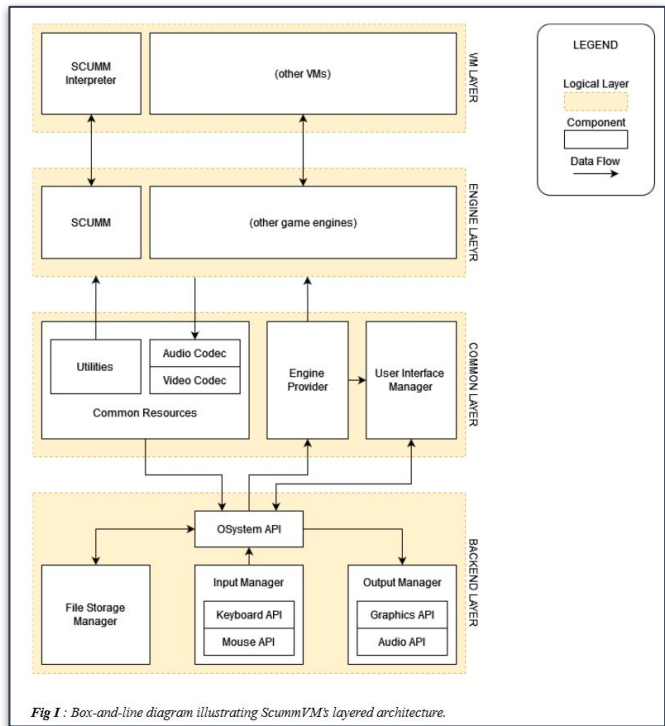 SCUMM
Interpreter
(other VMs)
VM LAYER
LEGEND
Logical Layer
Component
Data Flow
SCUMM
(other game engines)
ENGINE LAEYR
Utilities
Audio Codec
Video Codec
Common Resources
Engine
Provider
User Interface
Manager
COMMON LAYER
OSystem API
File Storage
Manager
Input Manager
Keyboard API
Mouse API
Output Manager
Graphics API
Audio API
BACKEND LAYER
Fig I : Box-and-line diagram illustrating ScummVM's layered architecture.